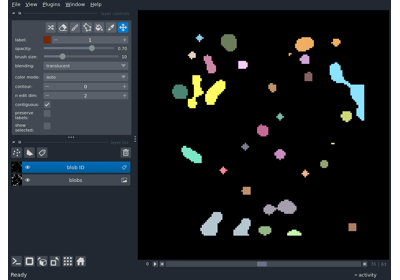 File View Plugins Window Help
label: 1
opacity: 0.70
brush size: 10
blending: translucent
color mode: auto
contour: 0
n edit dim: 2
contiguous: ✓
preserve labels:
show selected:
blob ID
blobs
0
Ready
activity